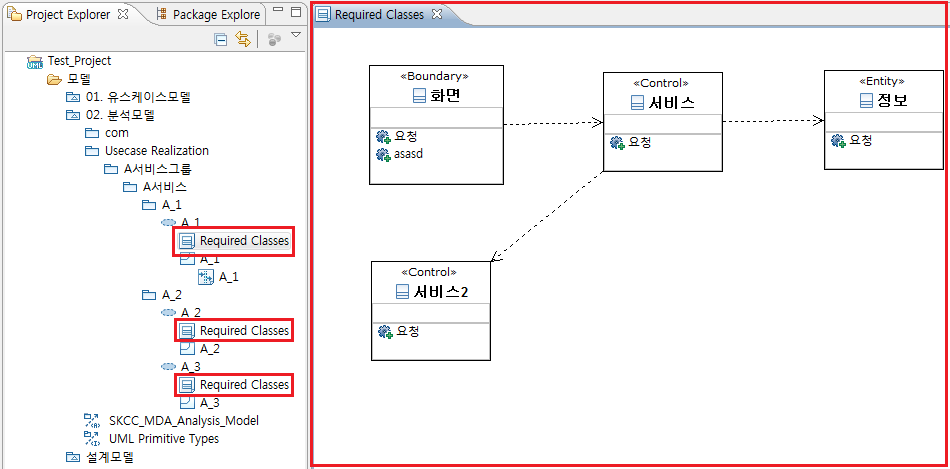 Project Explorer
Package Explore
Test_Project
모델
01. 유스케이스모델
02. 분석모델
com
Usecase Realization
A서비스그룹
A서비스
A_1
A_1
Required Classes
A_1
A_1
A_2
A_2
Required Classes
A_2
A_3
Required Classes
A_3
SKCC_MDA_Analysis_Model
UML Primitive Types
설계모델
Required Classes
«Boundary»
화면
요청
asasd
«Control»
서비스
요청
«Entity»
정보
요청
«Control»
서비스2
요청